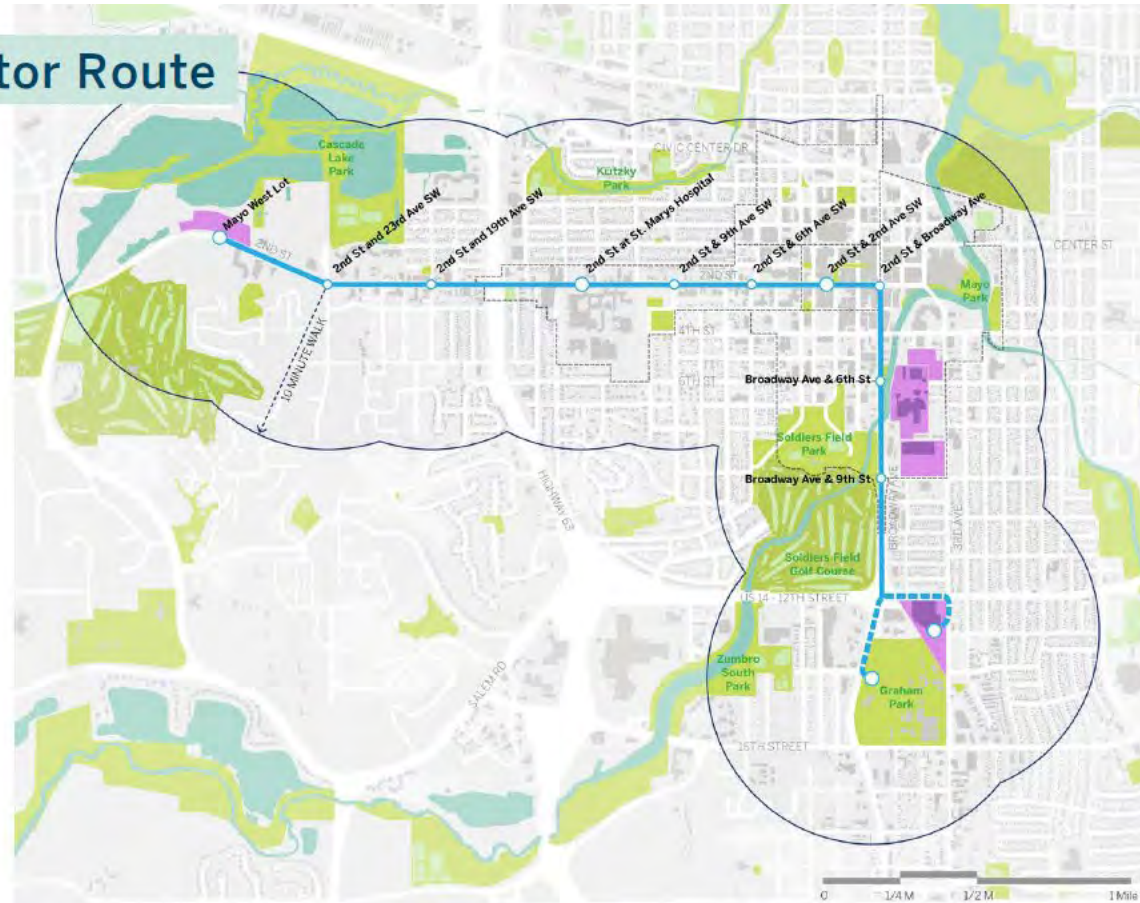 tor Route
Cascade
Lake
Park
Kutzky
Park
CIVIC CENTER DR
Mayo West Lot
2ND ST
2nd St and 23rd Ave SW
2nd St and 19th Ave SW
2nd St at St. Marys Hospital
2nd St & 9th Ave SW
2nd St & 6th Ave SW
2nd St & 2nd Ave SW
2nd St & Broadway Ave
2ND ST
CENTER ST
Mayo
Park
10 MINUTE WALK
4TH ST
6TH ST
Broadway Ave & 6th St
Soldiers Field
Park
Broadway Ave & 9th St
BROADWAY AVE
3RD AVE
HIGHWAY 63
Soldiers Field
Golf Course
US 14 - 12TH STREET
Zumbro
South
Park
SALEM RD
Graham
Park
16TH STREET
0 1/4 M 1/2 M 1 Mile